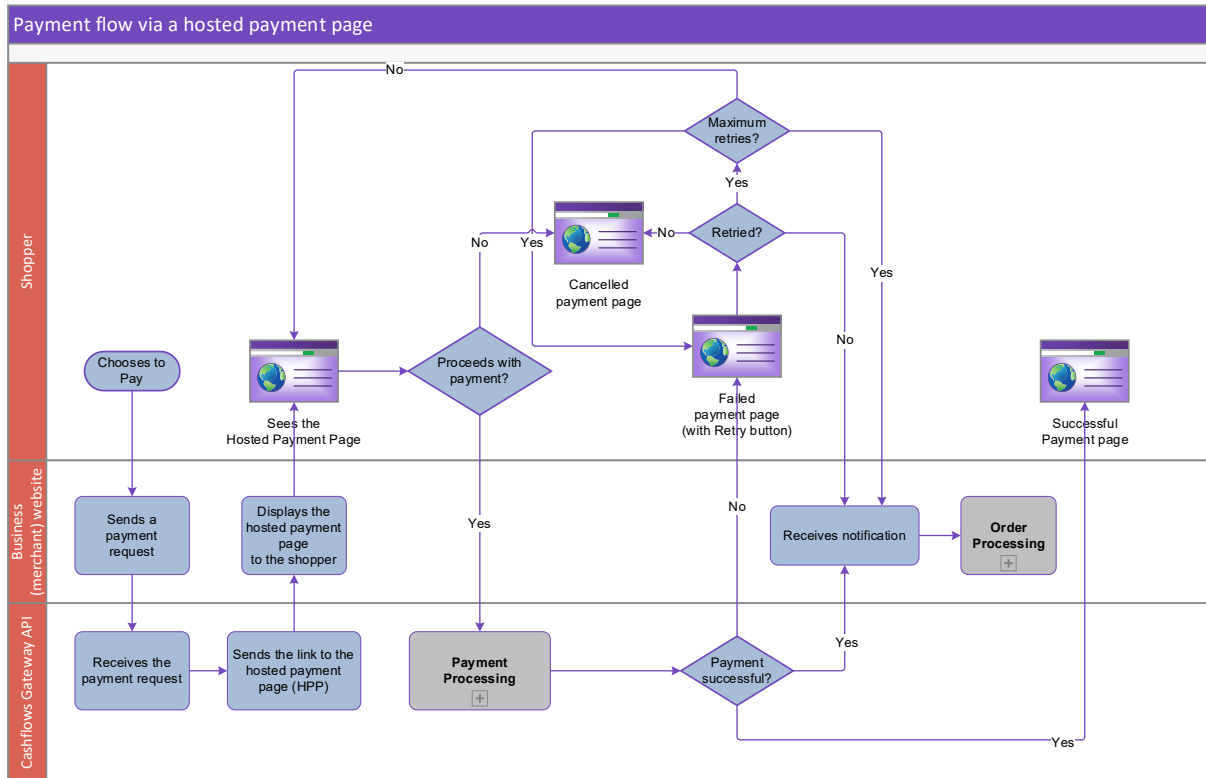 Payment flow via a hosted payment page
Shopper
No
Maximum
retries?
Yes
No
Yes
No
Retried?
Yes
Cancelled
payment page
No
Chooses to
Pay
Proceeds with
payment?
Sees the
Hosted Payment Page
Failed
payment page
(with Retry button)
Successful
Payment page
Business
(merchant) website
Sends a
payment
request
Displays the
hosted payment
page
to the shopper
Yes
No
Receives notification
Order
Processing
Cashflows Gateway API
Receives the
payment request
Sends the link to the
hosted payment
page (HPP)
Payment
Processing
Payment
successful?
Yes
Yes